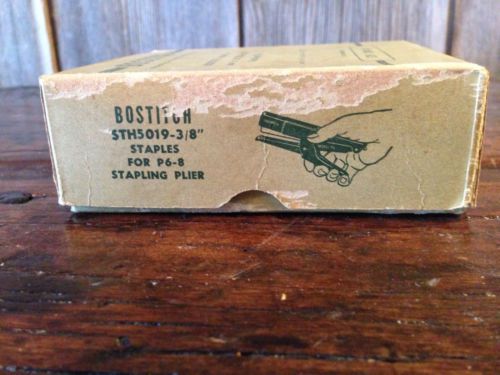 BOSTITCH
STH5019-3/8"
STAPLES
FOR P6-8
STAPLING PLIER